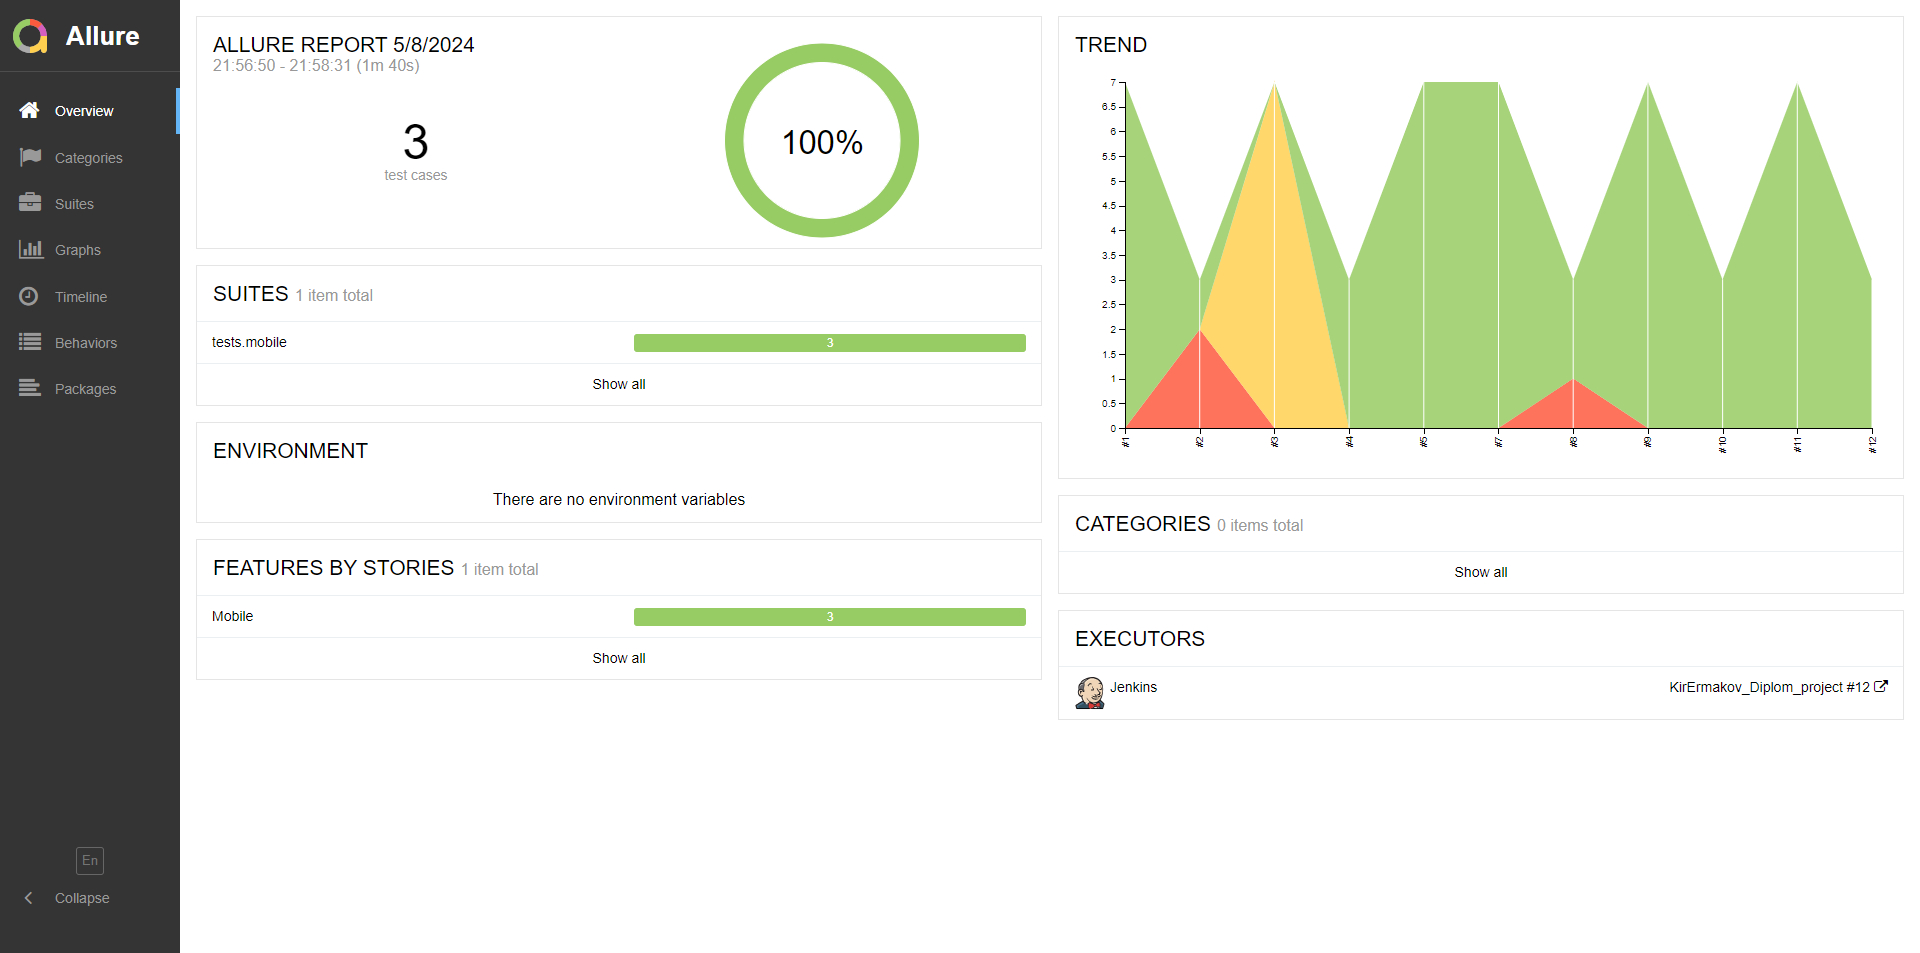 Allure
Overview
Categories
Suites
Graphs
Timeline
Behaviors
Packages
En
Collapse
ALLURE REPORT 5/8/2024
21:56:50 - 21:58:31 (1m 40s)
3
test cases
100%
SUITES 1 item total
tests.mobile 3
Show all
ENVIRONMENT
There are no environment variables
FEATURES BY STORIES 1 item total
Mobile 3
Show all
TREND
7
6.5
6
5.5
5
4.5
4
3.5
3
2.5
2
1.5
1
0.5
0
#1 #2 #3 #4 #5 #7 #8 #9 #10 #11 #12
CATEGORIES 0 items total
Show all
EXECUTORS
Jenkins KirErmakov_Diplom_project #12